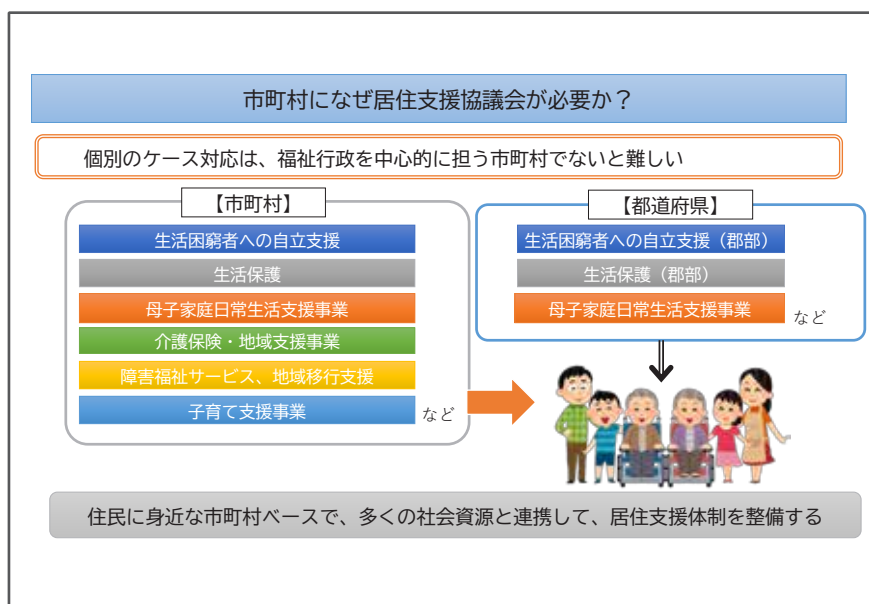 市町村になぜ居住支援協議会が必要か？
個別のケース対応は、福祉行政を中心的に担う市町村でないと難しい
【市町村】
生活困窮者への自立支援
生活保護
母子家庭日常生活支援事業
介護保険・地域支援事業
障害福祉サービス、地域移行支援
子育て支援事業
など
【都道府県】
生活困窮者への自立支援（郡部）
生活保護（郡部）
母子家庭日常生活支援事業
など
住民に身近な市町村ベースで、多くの社会資源と連携して、居住支援体制を整備する